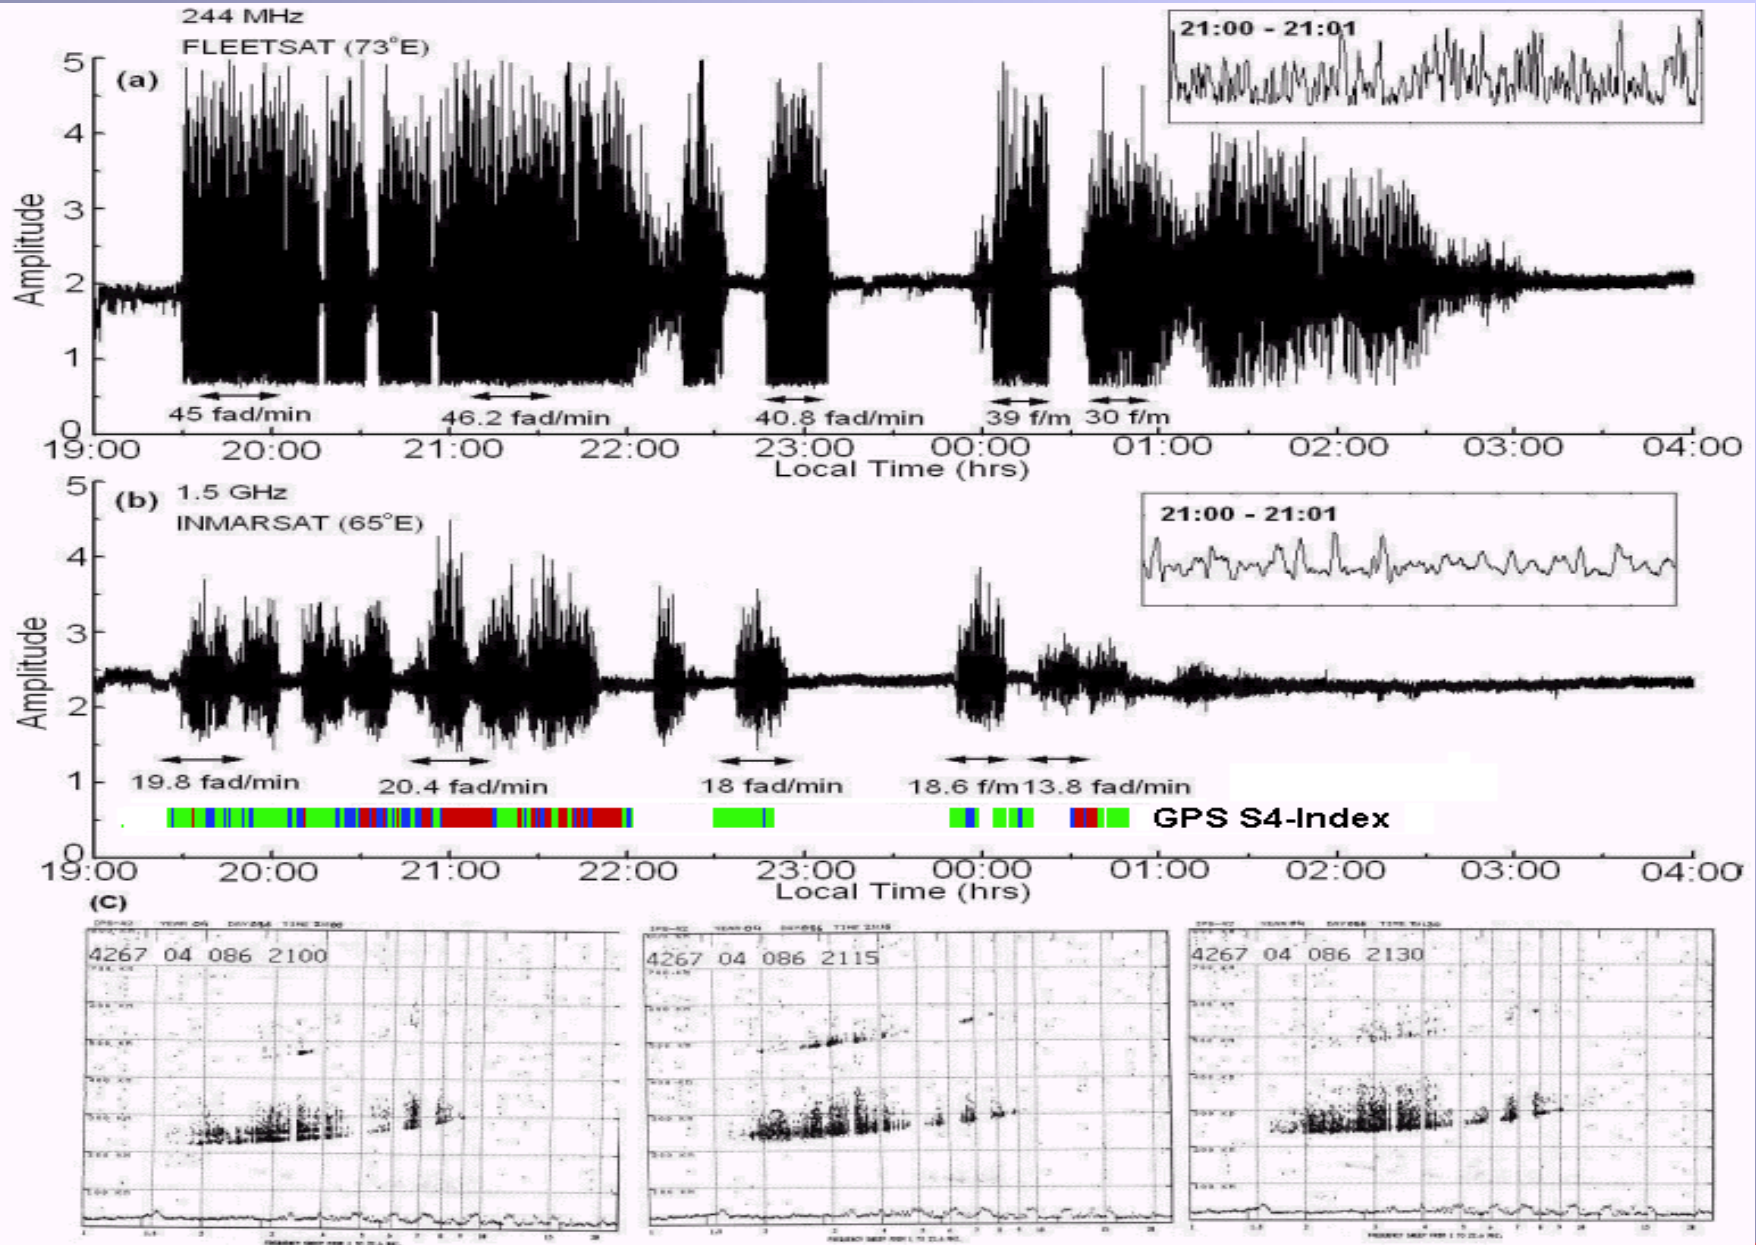 244 MHz
FLEETSAT (73°E)
(a)
21:00 - 21:01
5
4
3
2
1
0
Amplitude
45 fad/min 46.2 fad/min 40.8 fad/min 39 f/m 30 f/m
19:00 20:00 21:00 22:00 23:00 00:00 01:00 02:00 03:00 04:00
Local Time (hrs)
(b)
1.5 GHz
INMARSAT (65°E)
21:00 - 21:01
5
4
3
2
1
0
Amplitude
19.8 fad/min 20.4 fad/min 18 fad/min 18.6 f/m 13.8 fad/min
GPS S4-Index
19:00 20:00 21:00 22:00 23:00 00:00 01:00 02:00 03:00 04:00
Local Time (hrs)
(C)
4267 04 086 2100
4267 04 086 2115
4267 04 086 2130